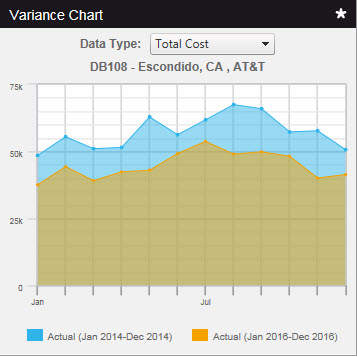 Variance Chart
Data Type: Total Cost
DB108 - Escondido, CA , AT&T
75k
50k
25k
0
Jan Jul
Actual (Jan 2014-Dec 2014) Actual (Jan 2016-Dec 2016)